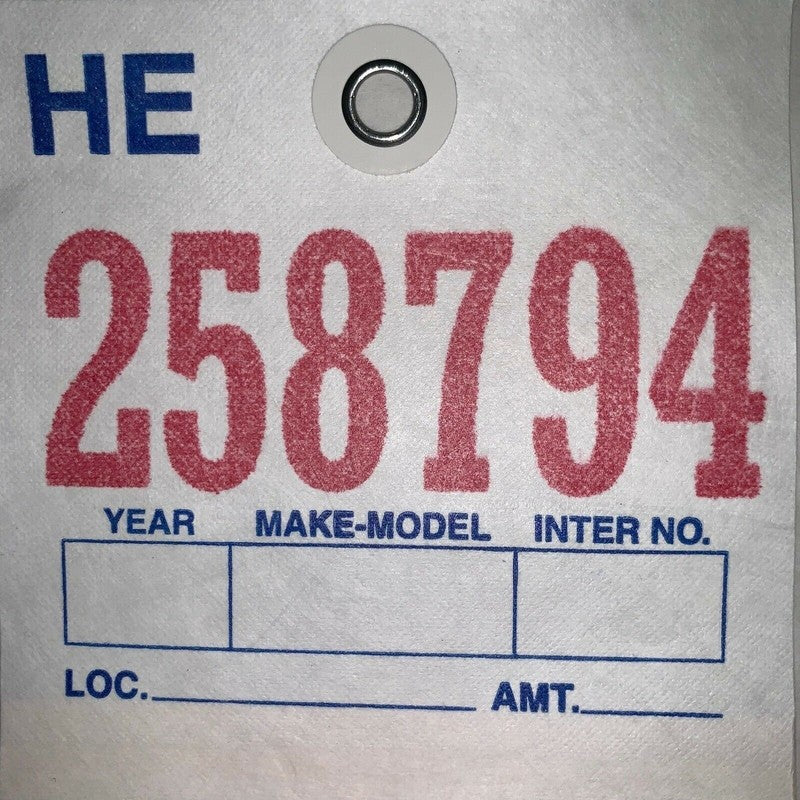 HE
258794
YEAR MAKE-MODEL INTER NO.
LOC. AMT.